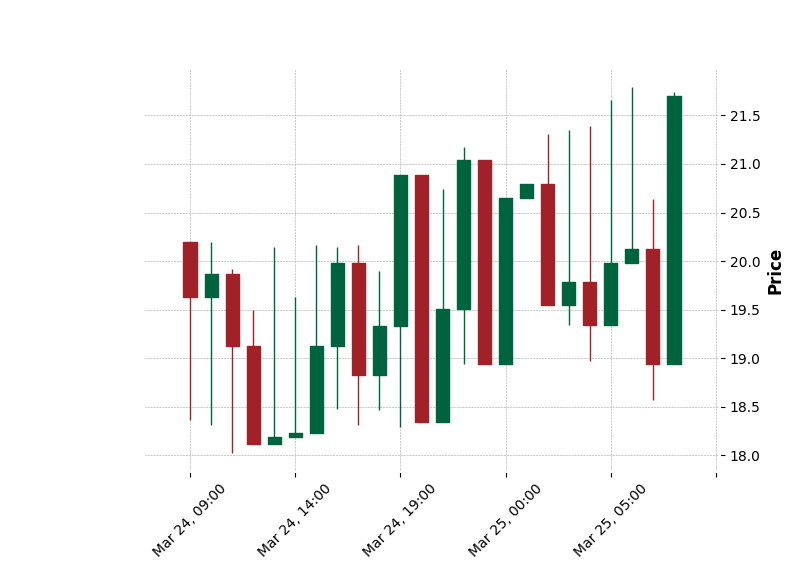 21.5
21.0
20.5
20.0
19.5
19.0
18.5
18.0
Price
Mar 24, 09:00
Mar 24, 14:00
Mar 24, 19:00
Mar 25, 00:00
Mar 25, 05:00